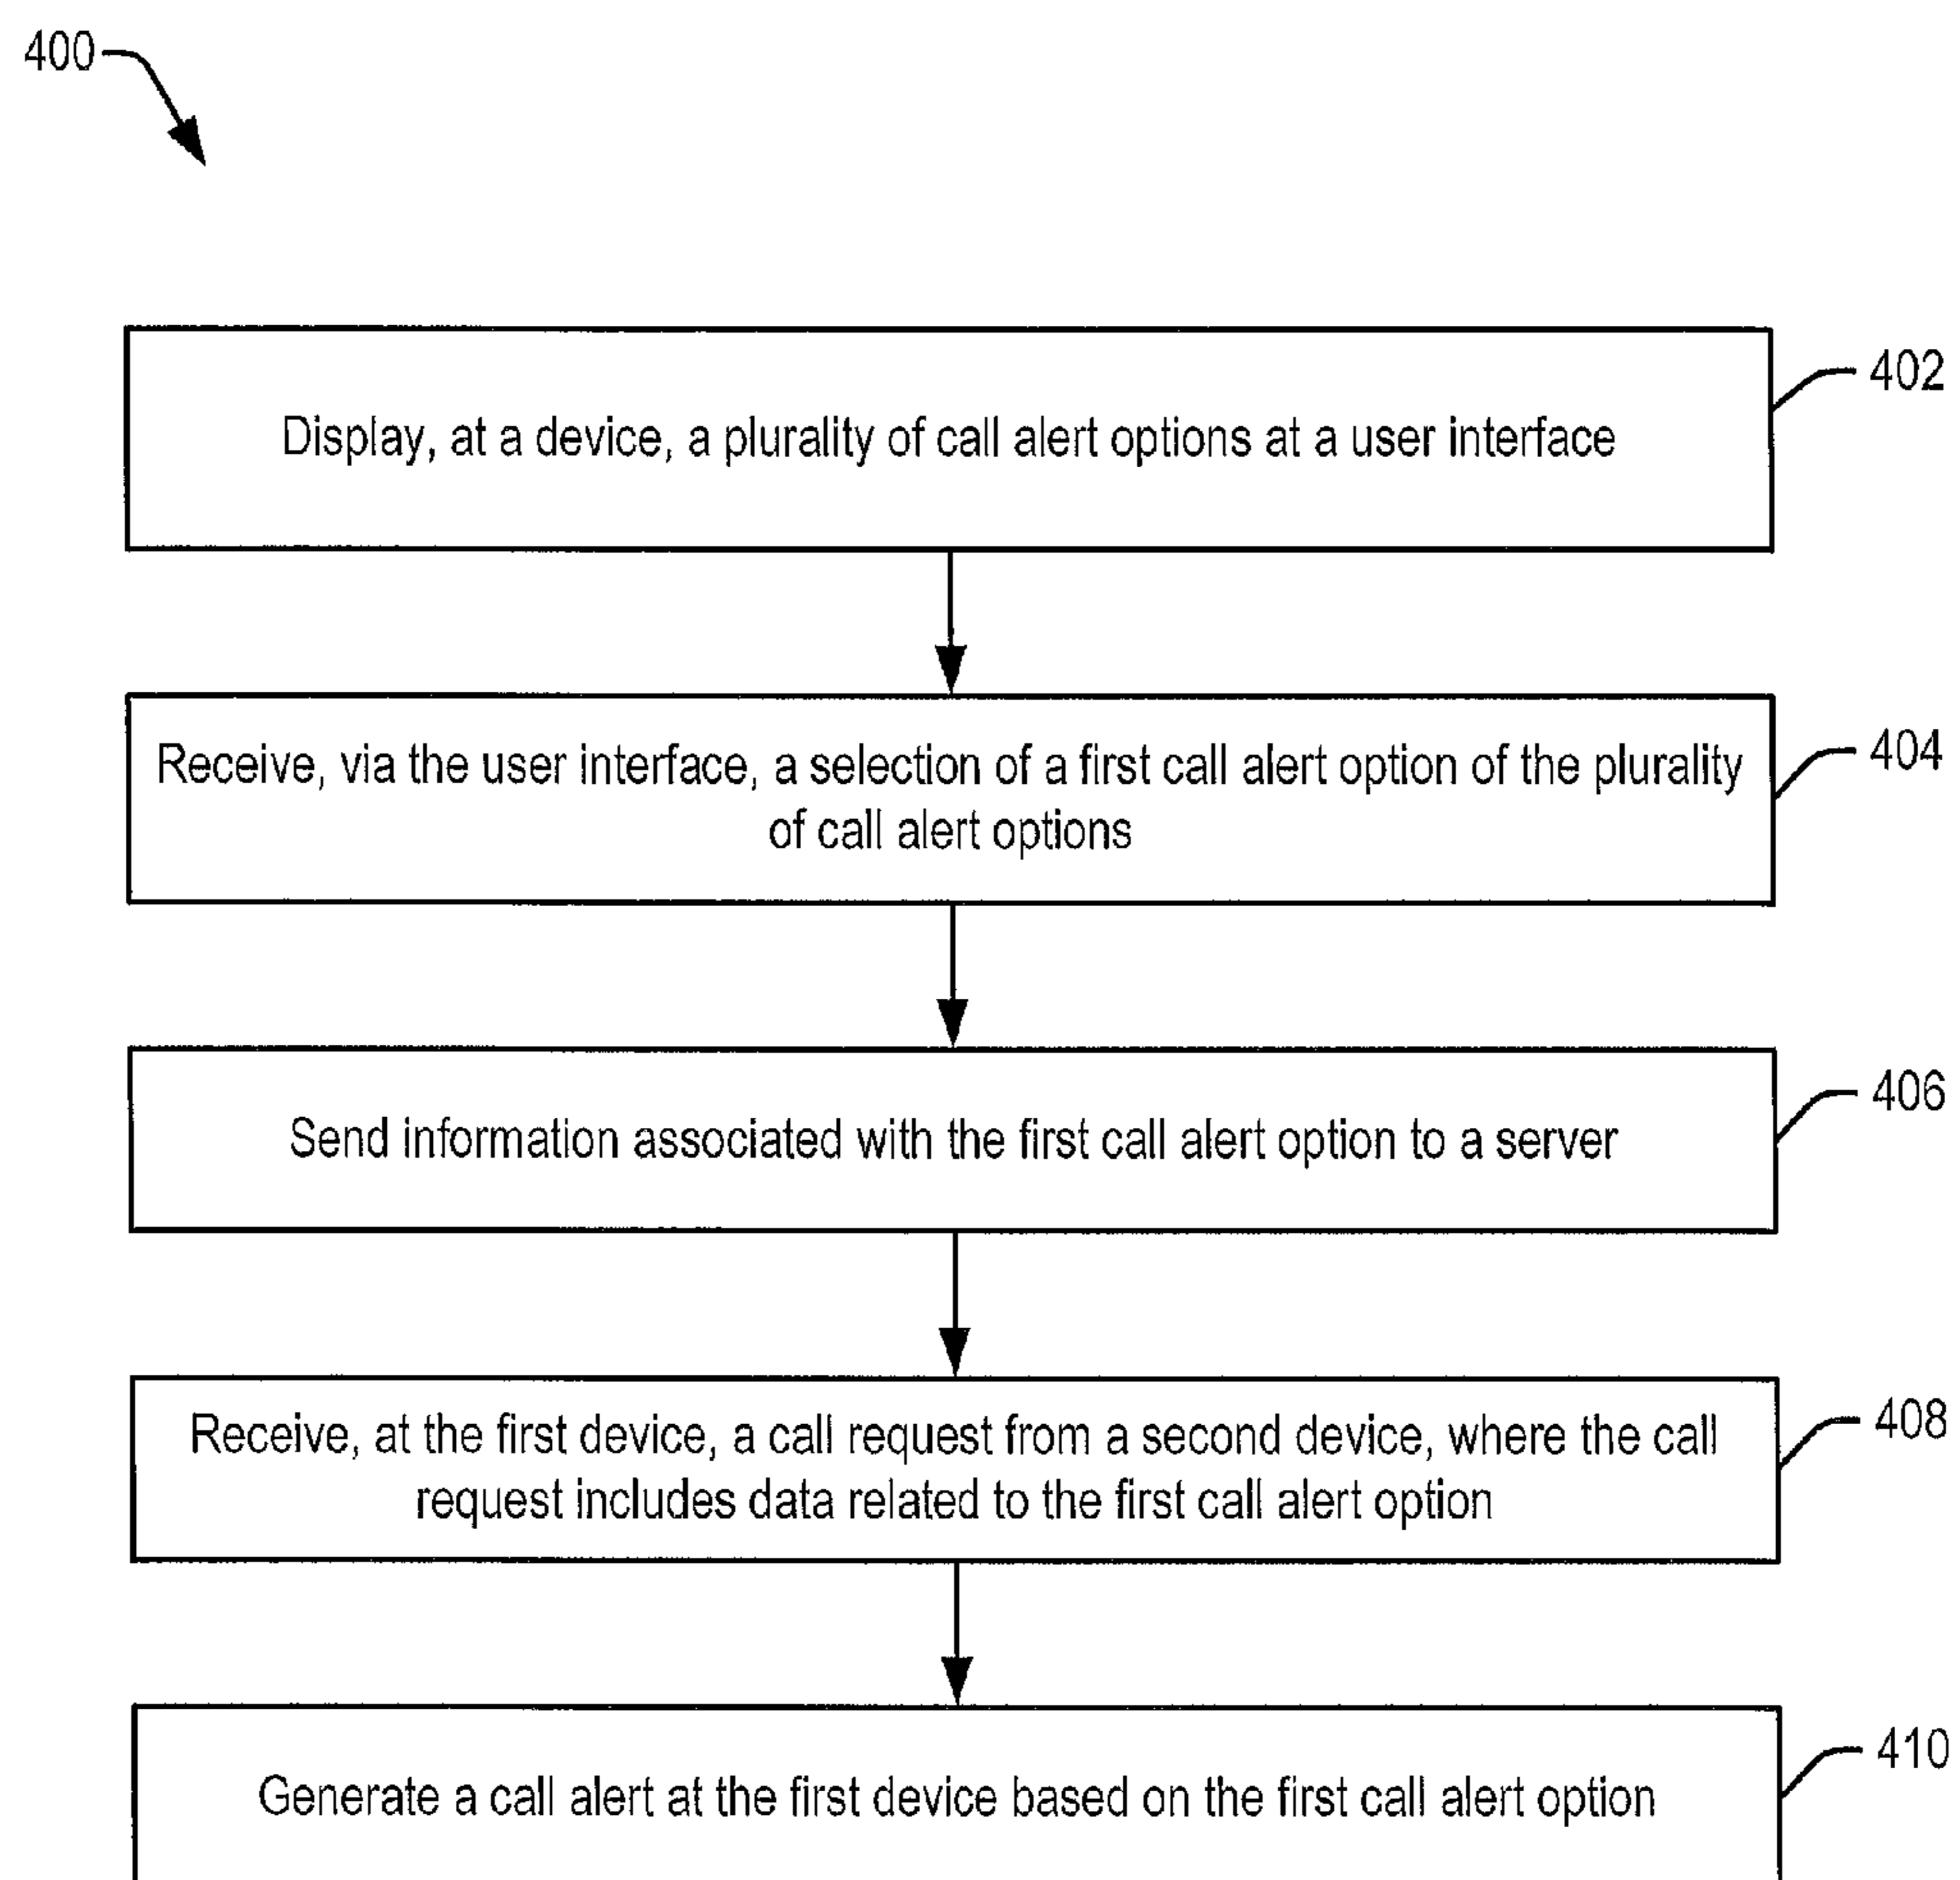 400
402
Display, at a device, a plurality of call alert options at a user interface
404
Receive, via the user interface, a selection of a first call alert option of the plurality
of call alert options
406
Send information associated with the first call alert option to a server
408
Receive, at the first device, a call request from a second device, where the call
request includes data related to the first call alert option
410
Generate a call alert at the first device based on the first call alert option